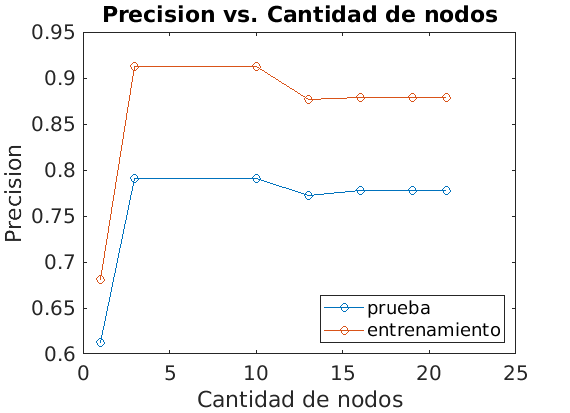 Precision vs. Cantidad de nodos
0.95
0.9
0.85
0.8
0.75
0.7
0.65
0.6
Precision
0 5 10 15 20 25
Cantidad de nodos
prueba
entrenamiento